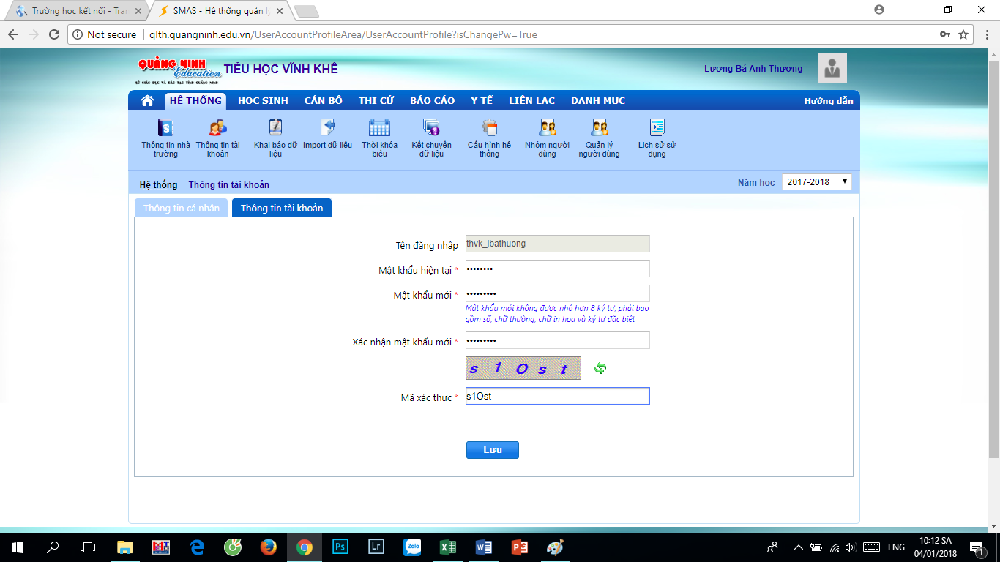 Trường học kết nối - Tran
SMAS - Hệ thống quản lý
Not secure
qlth.quangninh.edu.vn/UserAccountProfileArea/UserAccountProfile?isChangePw=True
QUẢNG NINH
Education
SỞ GIÁO DỤC VÀ ĐÀO TẠO TỈNH QUẢNG NINH
TIỂU HỌC VĨNH KHÊ
Lương Bá Anh Thương
HỆ THỐNG HỌC SINH CÁN BỘ THI CỬ BÁO CÁO Y TẾ LIÊN LẠC DANH MỤC Hướng dẫn
Thông tin nhà trường
Thông tin tài khoản
Khai báo dữ liệu
Import dữ liệu
Thời khóa biểu
Kết chuyển dữ liệu
Cấu hình hệ thống
Nhóm người dùng
Quản lý người dùng
Lịch sử sử dụng
Hệ thống Thông tin tài khoản Năm học 2017-2018
Thông tin cá nhân Thông tin tài khoản
Tên đăng nhập thvk_lbathuong
Mật khẩu hiện tại * ••••••••
Mật khẩu mới * •••••••••
Mật khẩu mới không được nhỏ hơn 8 ký tự, phải bao
gồm số, chữ thường, chữ in hoa và ký tự đặc biệt
Xác nhận mật khẩu mới * •••••••••
s 1 O s t
Mã xác thực * s1Ost
Lưu
Ps Lr Zalo
ENG
10:12 SA
04/01/2018
1